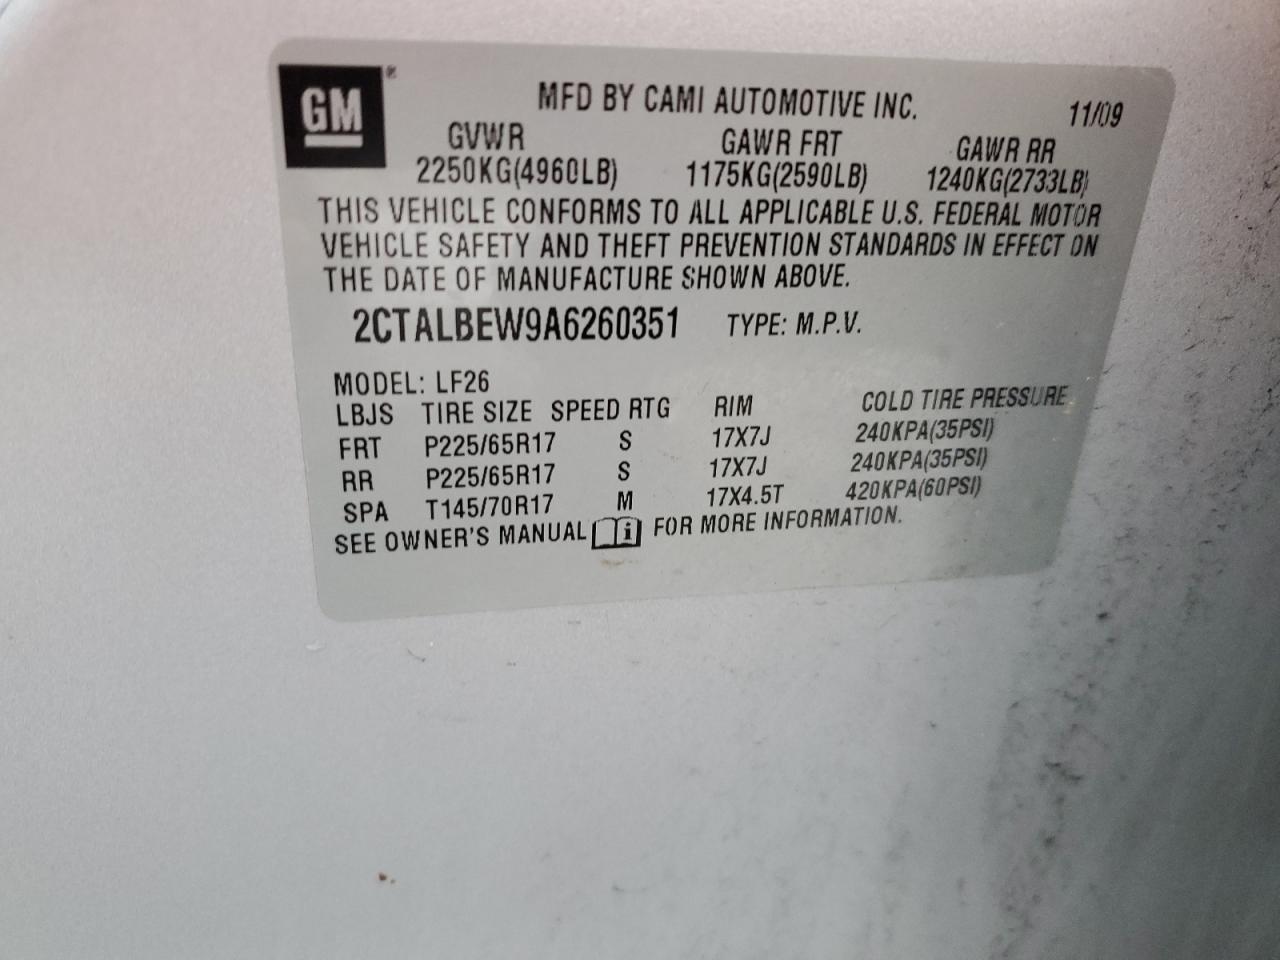 GM®
MFD BY CAMI AUTOMOTIVE INC. 11/09
GVWR GAWR FRT GAWR RR
2250KG(4960LB) 1175KG(2590LB) 1240KG(2733LB)
THIS VEHICLE CONFORMS TO ALL APPLICABLE U.S. FEDERAL MOTOR
VEHICLE SAFETY AND THEFT PREVENTION STANDARDS IN EFFECT ON
THE DATE OF MANUFACTURE SHOWN ABOVE.
2CTALBEW9A6260351 TYPE: M.P.V.
MODEL: LF26
LBJS TIRE SIZE SPEED RTG RIM COLD TIRE PRESSURE
FRT P225/65R17 S 17X7J 240KPA(35PSI)
RR P225/65R17 S 17X7J 240KPA(35PSI)
SPA T145/70R17 M 17X4.5T 420KPA(60PSI)
SEE OWNER'S MANUAL i FOR MORE INFORMATION.